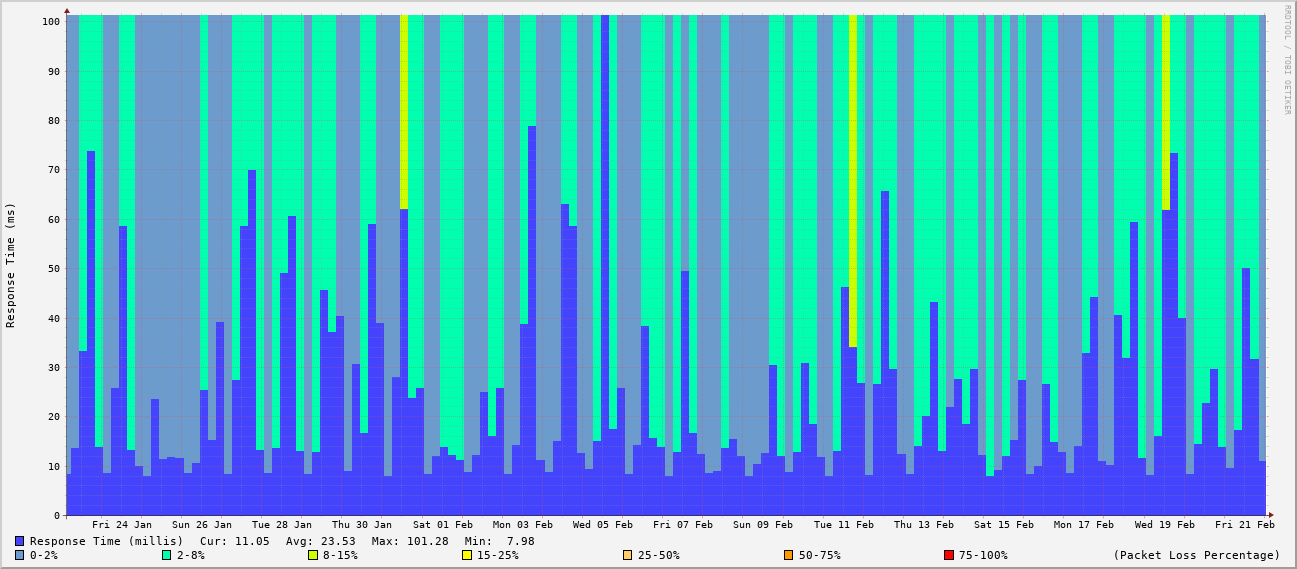 RRDTOOL / TOBI OETIKER
Response Time (ms)
100
90
80
70
60
50
40
30
20
10
0
Fri 24 Jan Sun 26 Jan Tue 28 Jan Thu 30 Jan Sat 01 Feb Mon 03 Feb Wed 05 Feb Fri 07 Feb Sun 09 Feb Tue 11 Feb Thu 13 Feb Sat 15 Feb Mon 17 Feb Wed 19 Feb Fri 21 Feb
Response Time (millis) Cur: 11.05 Avg: 23.53 Max: 101.28 Min: 7.98
0-2% 2-8% 8-15% 15-25% 25-50% 50-75% 75-100% (Packet Loss Percentage)